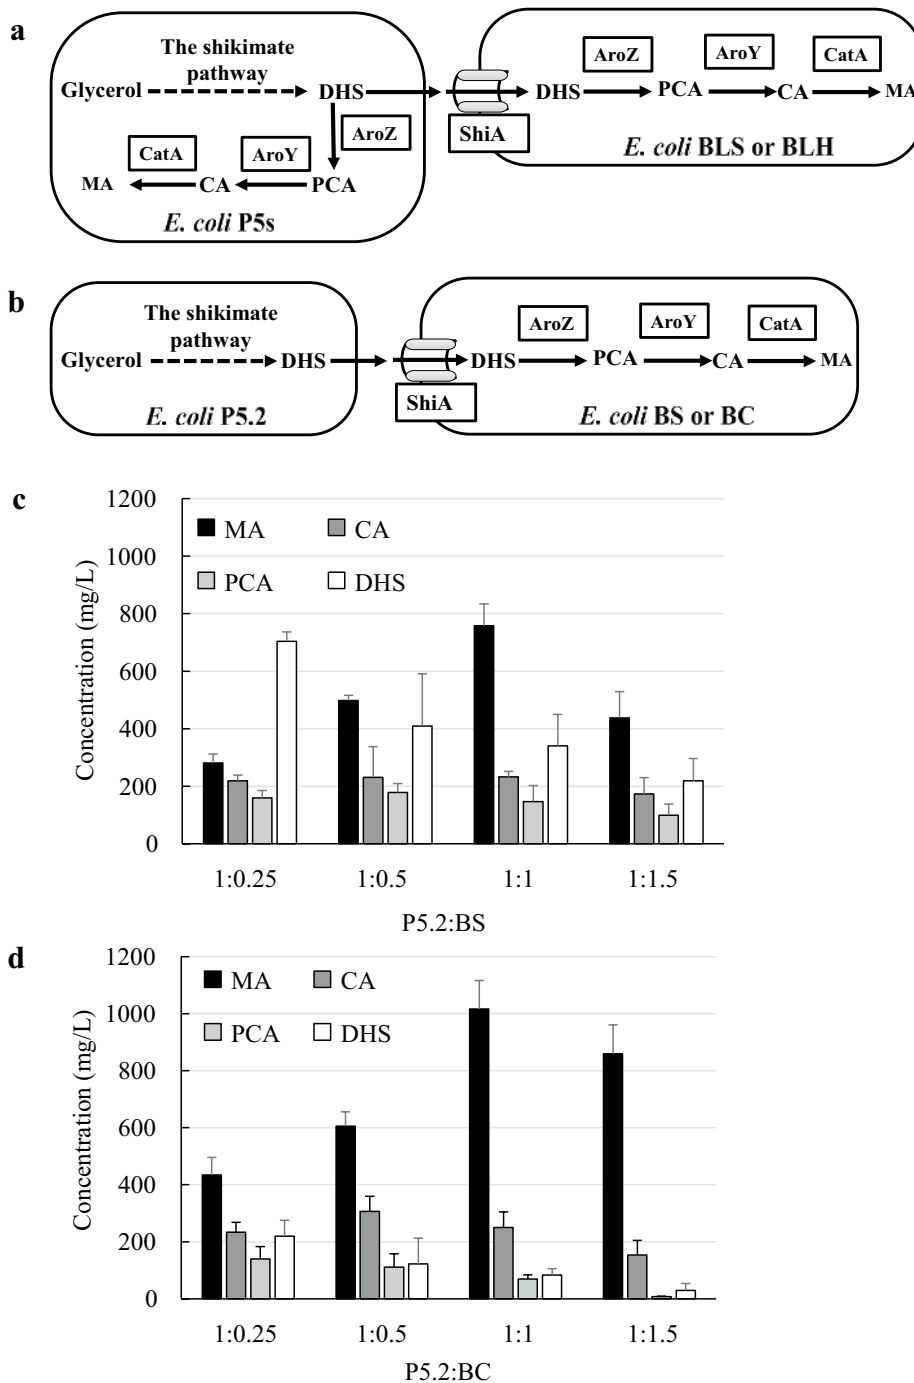 a
The shikimate
pathway
Glycerol
DHS
AroZ
CatA
AroY
MA
CA
PCA
E. coli P5s
ShiA
DHS
AroZ
PCA
AroY
CA
CatA
MA
E. coli BLS or BLH
b
The shikimate
pathway
Glycerol
DHS
E. coli P5.2
ShiA
DHS
AroZ
PCA
AroY
CA
CatA
MA
E. coli BS or BC
c
Concentration (mg/L)
1200
1000
800
600
400
200
0
MA
CA
PCA
DHS
1:0.25
1:0.5
1:1
1:1.5
P5.2:BS
d
Concentration (mg/L)
1200
1000
800
600
400
200
0
MA
CA
PCA
DHS
1:0.25
1:0.5
1:1
1:1.5
P5.2:BC